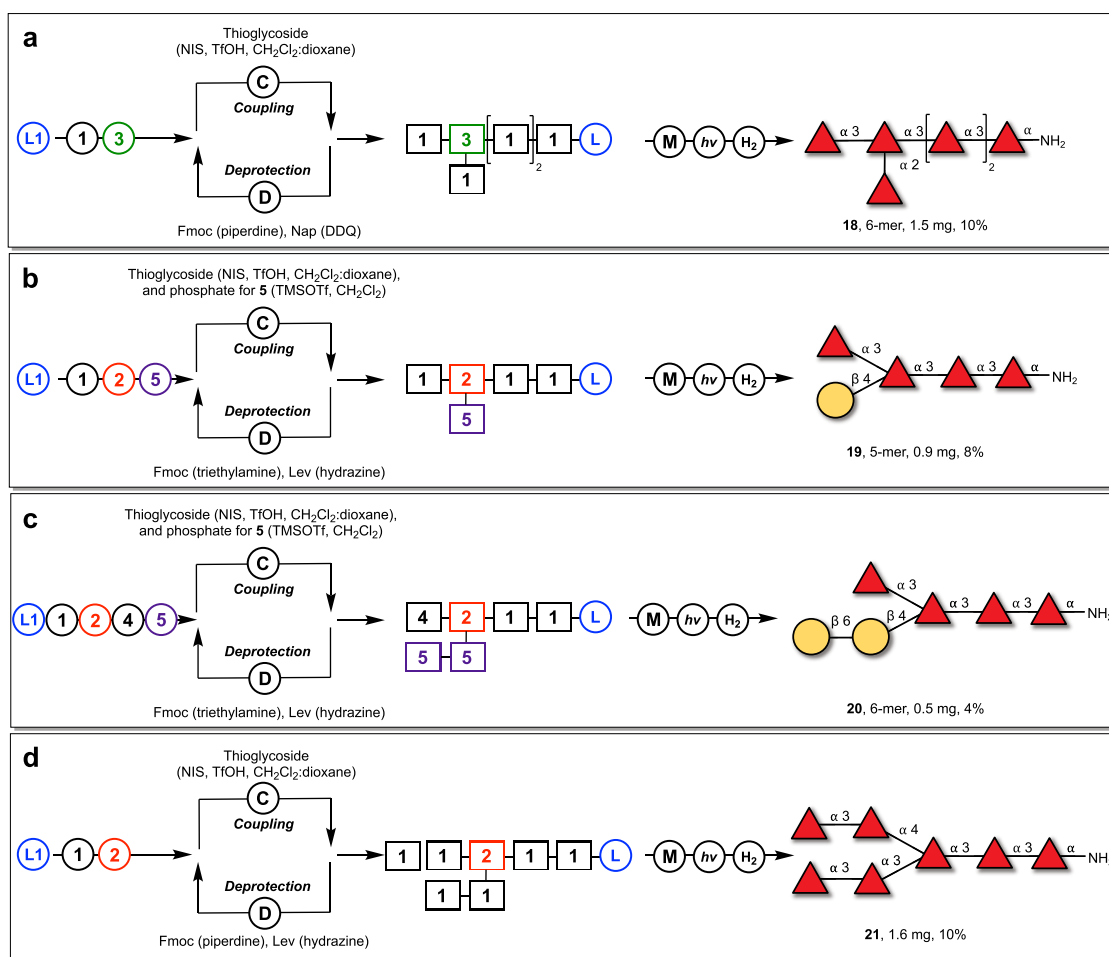 a
Thioglycoside
(NIS, TfOH, CH2Cl2:dioxane)
C
Coupling
L1 1 3
Deprotection
D
Fmoc (piperdine), Nap (DDQ)
1 3 [ 1 ]2 1 L
1
M hv H2
α 3 α 3 [ α 3 ]2 α NH2
α 2
18, 6-mer, 1.5 mg, 10%
b
Thioglycoside (NIS, TfOH, CH2Cl2:dioxane),
and phosphate for 5 (TMSOTf, CH2Cl2)
C
Coupling
L1 1 2 5
Deprotection
D
Fmoc (triethylamine), Lev (hydrazine)
1 2 1 1 L
5
M hv H2
α 3
β 4 α 3 α 3 α NH2
19, 5-mer, 0.9 mg, 8%
c
Thioglycoside (NIS, TfOH, CH2Cl2:dioxane),
and phosphate for 5 (TMSOTf, CH2Cl2)
C
Coupling
L1 1 2 4 5
Deprotection
D
Fmoc (triethylamine), Lev (hydrazine)
4 2 1 1 L
5 5
M hv H2
α 3
β 6 β 4 α 3 α 3 α NH2
20, 6-mer, 0.5 mg, 4%
d
Thioglycoside
(NIS, TfOH, CH2Cl2:dioxane)
C
Coupling
L1 1 2
Deprotection
D
Fmoc (piperdine), Lev (hydrazine)
1 1 2 1 1 L
1 1
M hv H2
α 3 α 4
α 3 α 3 α 3 α 3 α NH2
21, 1.6 mg, 10%